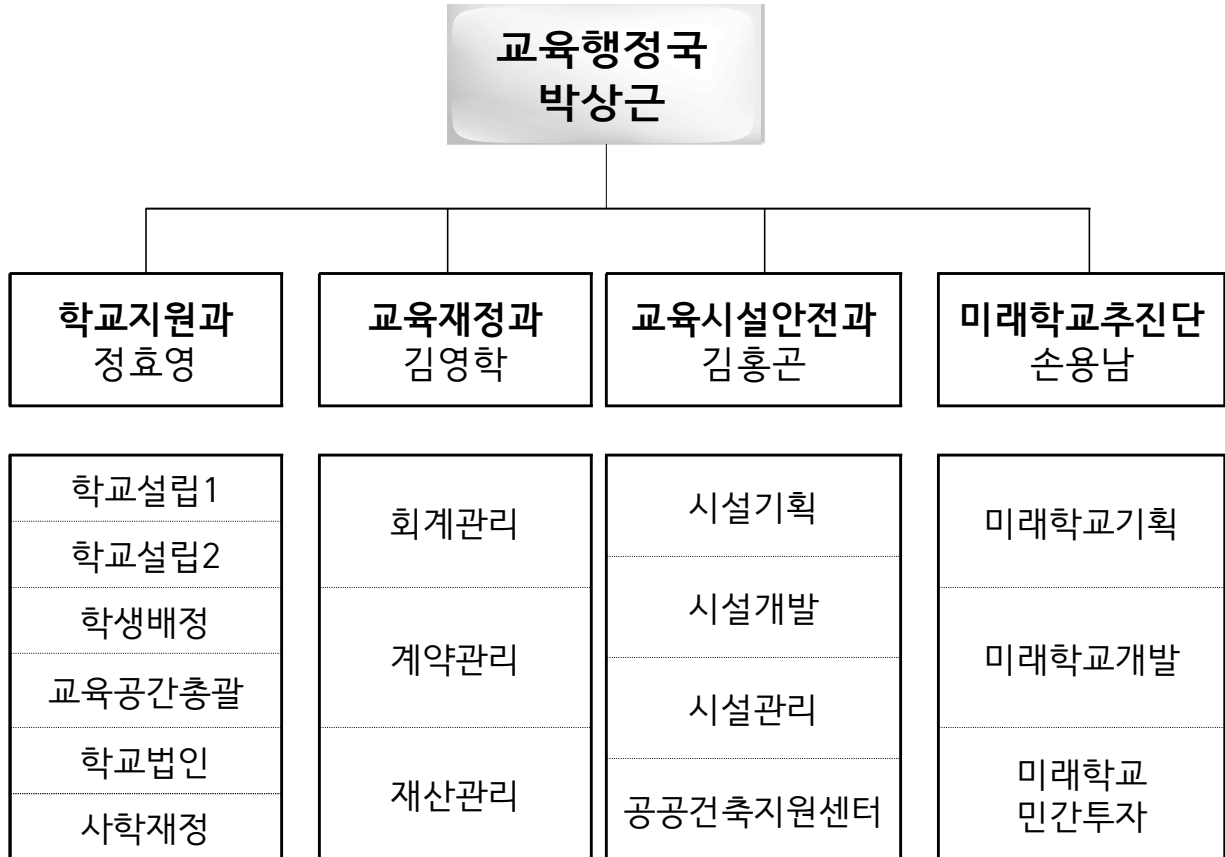 교육행정국
박상근
학교지원과
정효영
교육재정과
김영학
교육시설안전과
김홍곤
미래학교추진단
손용남
학교설립1
학교설립2
학생배정
교육공간총괄
학교법인
사학재정
회계관리
계약관리
재산관리
시설기획
시설개발
시설관리
공공건축지원센터
미래학교기획
미래학교개발
미래학교
민간투자